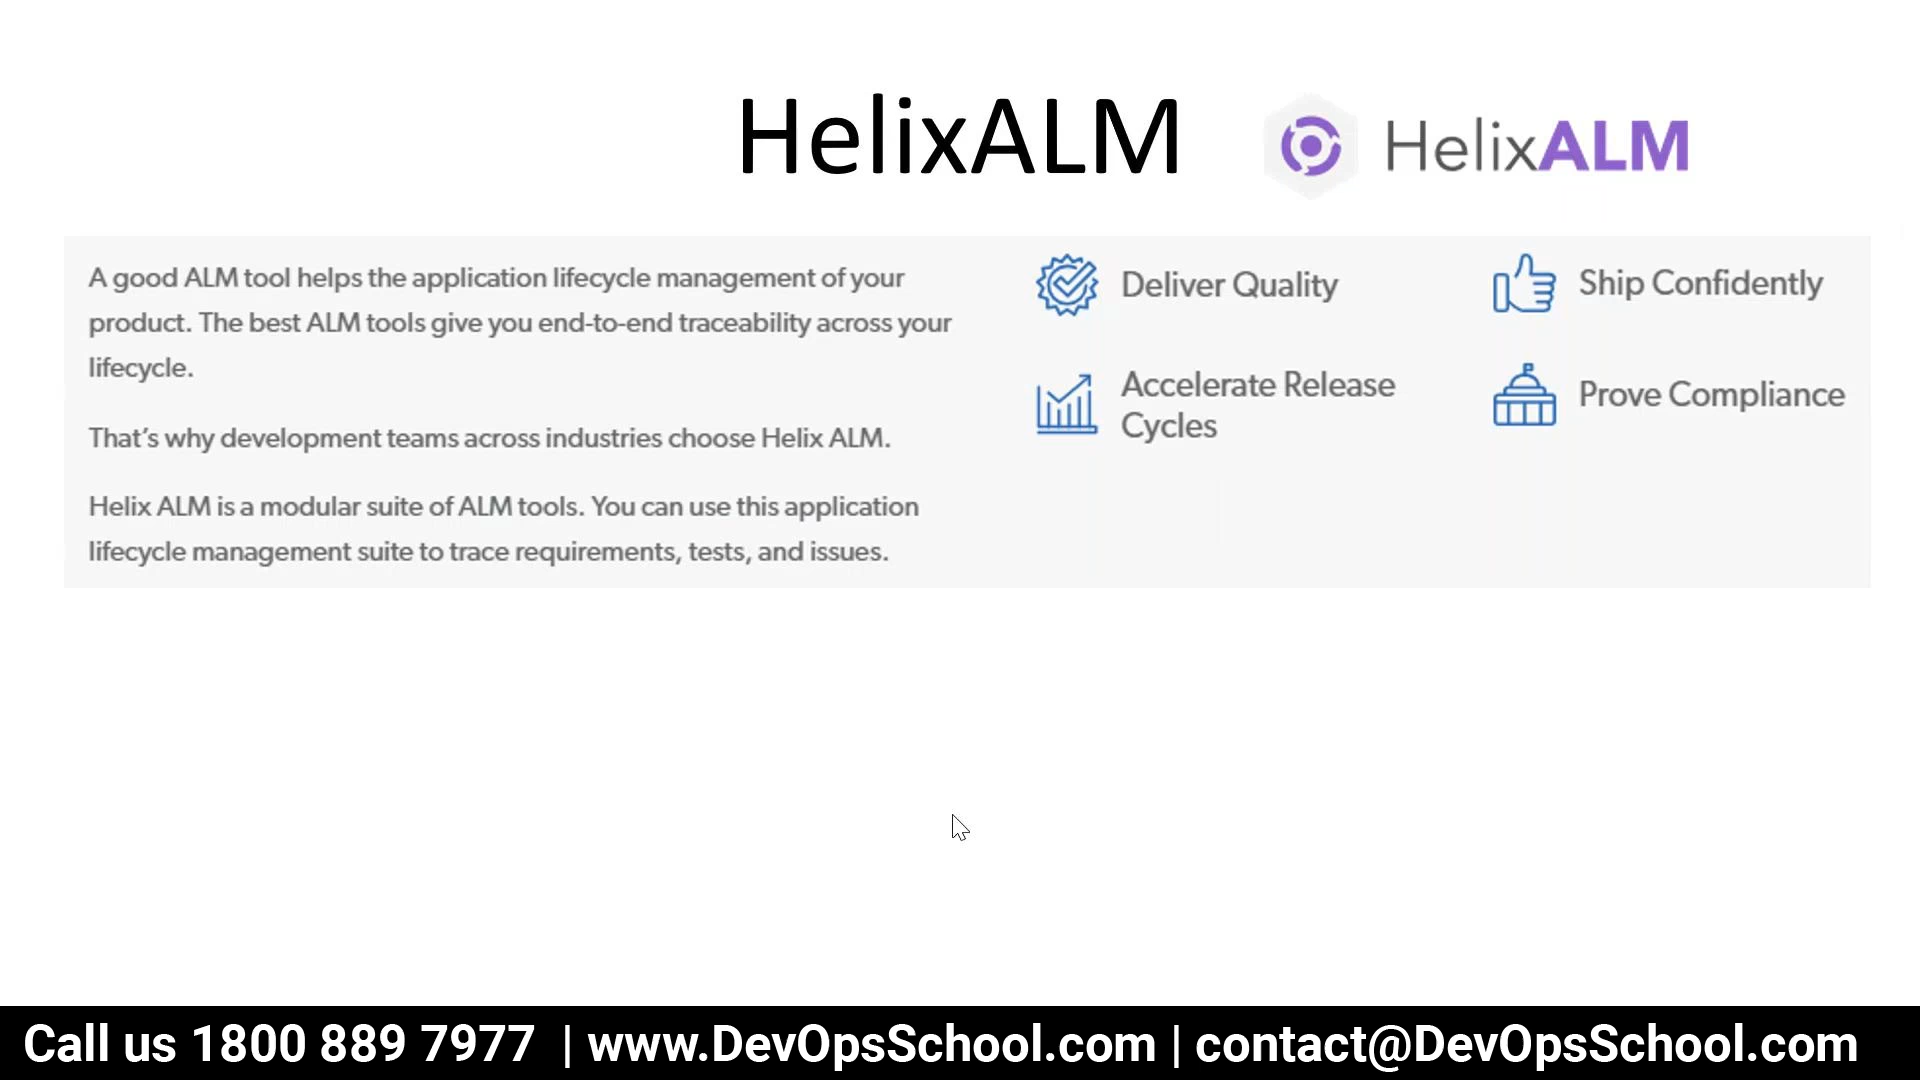 HelixALM
HelixALM
A good ALM tool helps the application lifecycle management of your
product. The best ALM tools give you end-to-end traceability across your
lifecycle.
That’s why development teams across industries choose Helix ALM.
Helix ALM is a modular suite of ALM tools. You can use this application
lifecycle management suite to trace requirements, tests, and issues.
Deliver Quality
Ship Confidently
Accelerate Release
Cycles
Prove Compliance
Call us 1800 889 7977 | www.DevOpsSchool.com | contact@DevOpsSchool.com